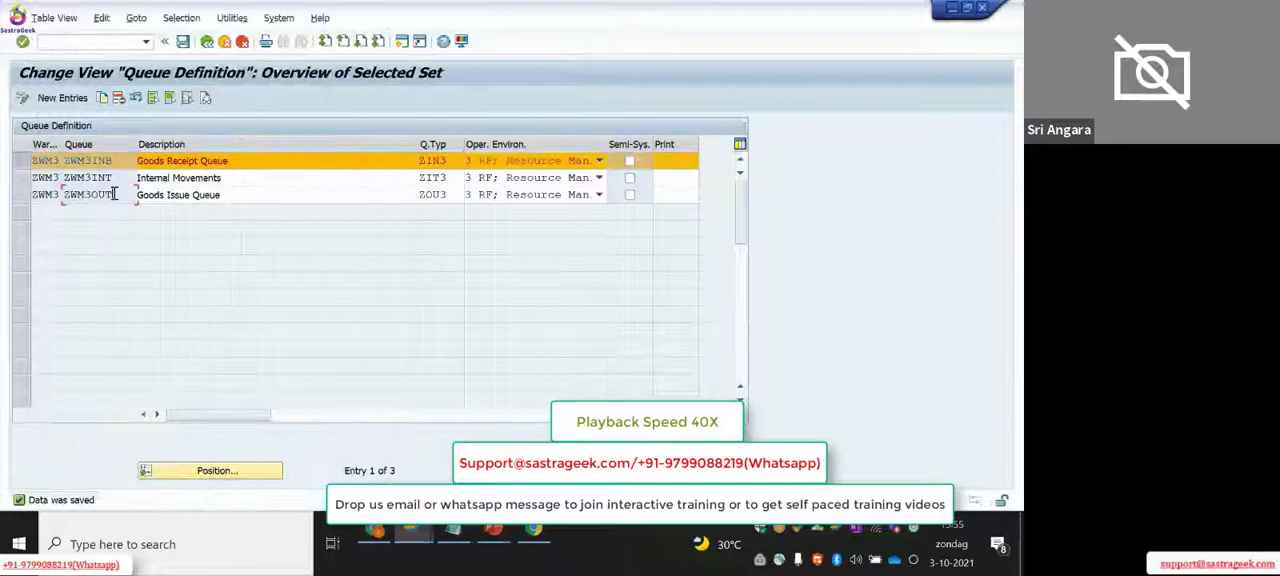 Table View Edit Goto Selection Utilities System Help
SastraGeek
Change View "Queue Definition": Overview of Selected Set
New Entries
Queue Definition
War... Queue Description Q.Typ Oper. Environ. Semi-Sys. Print
ZWM3 ZWM3INB Goods Receipt Queue ZIN3 3 RF; Resource Man.
ZWM3 ZWM3INT Internal Movements ZIT3 3 RF; Resource Man.
ZWM3 ZWM3OUT Goods Issue Queue ZOU3 3 RF; Resource Man.
Position... Entry 1 of 3
Data was saved
Playback Speed 40X
Support@sastrageek.com/+91-9799088219(Whatsapp)
Drop us email or whatsapp message to join interactive training or to get self paced training videos
Sri Angara
Type here to search
30°C
zondag
3-10-2021
8
+91-9799088219(Whatsapp)
support@sastrageek.com